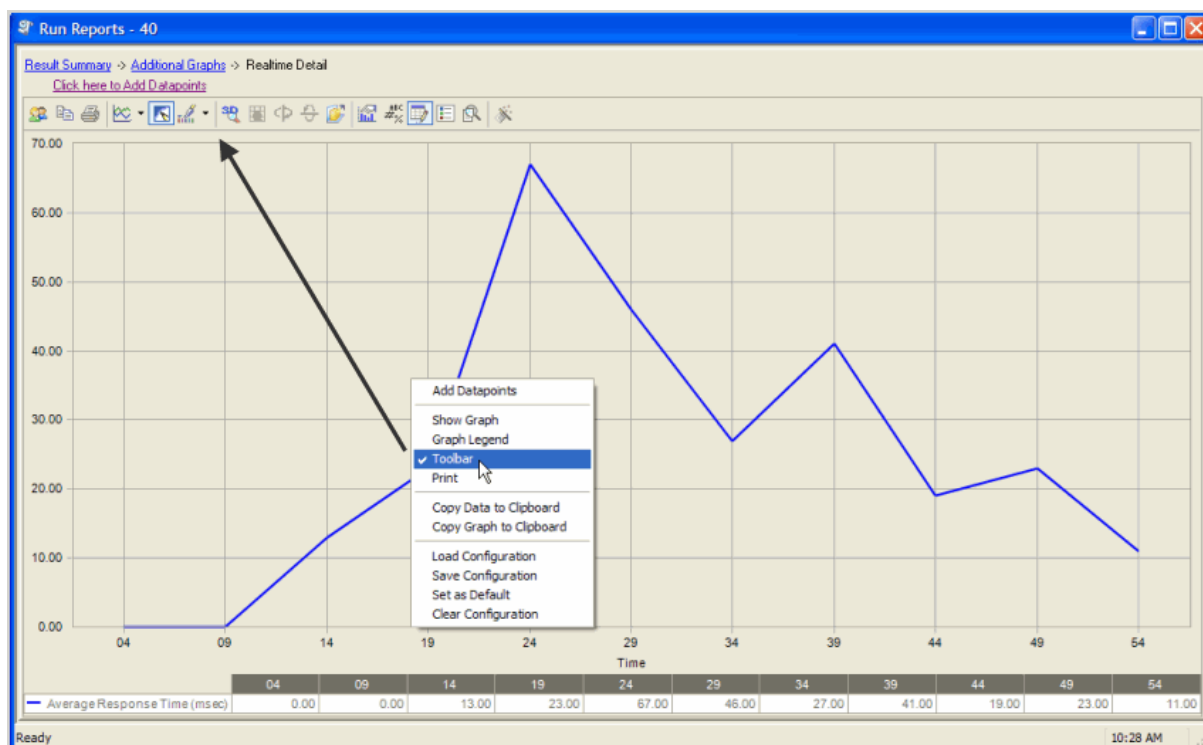 Run Reports - 40
Result Summary -> Additional Graphs -> Realtime Detail
Click here to Add Datapoints
70.00
60.00
50.00
40.00
30.00
20.00
10.00
0.00
Add Datapoints
Show Graph
Graph Legend
Toolbar
Print
Copy Data to Clipboard
Copy Graph to Clipboard
Load Configuration
Save Configuration
Set as Default
Clear Configuration
04 09 14 19 24 29 34 39 44 49 54
Time
04 09 14 19 24 29 34 39 44 49 54
Average Response Time (msec) 0.00 0.00 13.00 23.00 67.00 46.00 27.00 41.00 19.00 23.00 11.00
Ready 10:28 AM